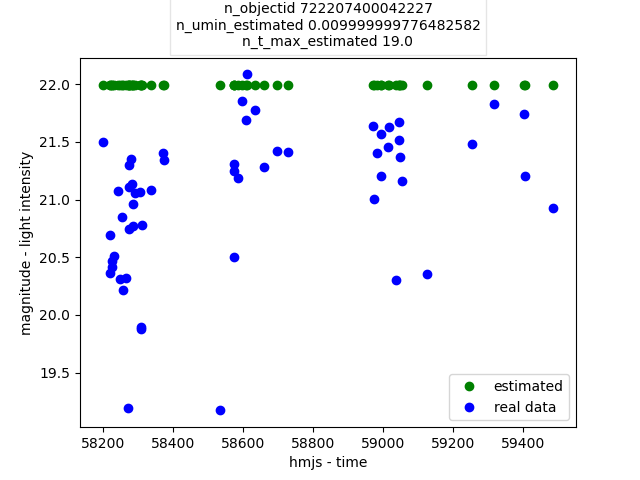 n_objectid 722207400042227
n_umin_estimated 0.009999999776482582
n_t_max_estimated 19.0
22.0
21.5
21.0
20.5
20.0
19.5
magnitude - light intensity
estimated
real data
58200 58400 58600 58800 59000 59200 59400
hmjs - time